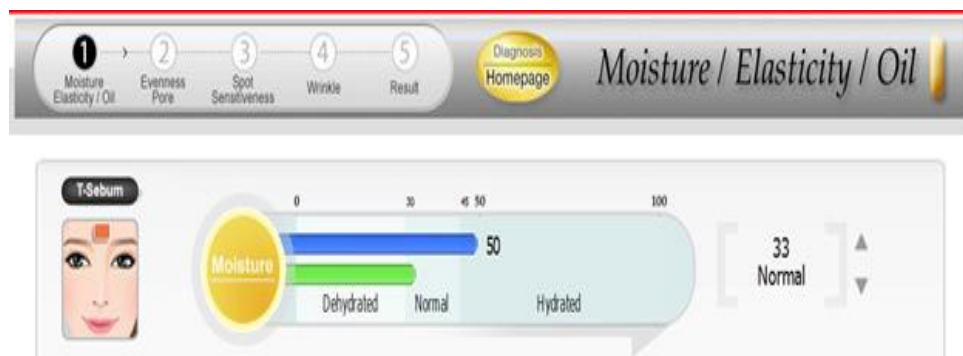 1 2 3 4 5
Moisture Elasticity / Oil
Evenness Pore
Spot Sensitiveness
Wrinkle
Result
Diagnosis
Homepage
Moisture / Elasticity / Oil
T-Sebum
0 30 45 50 100
Moisture
50
33
Normal
Dehydrated Normal Hydrated